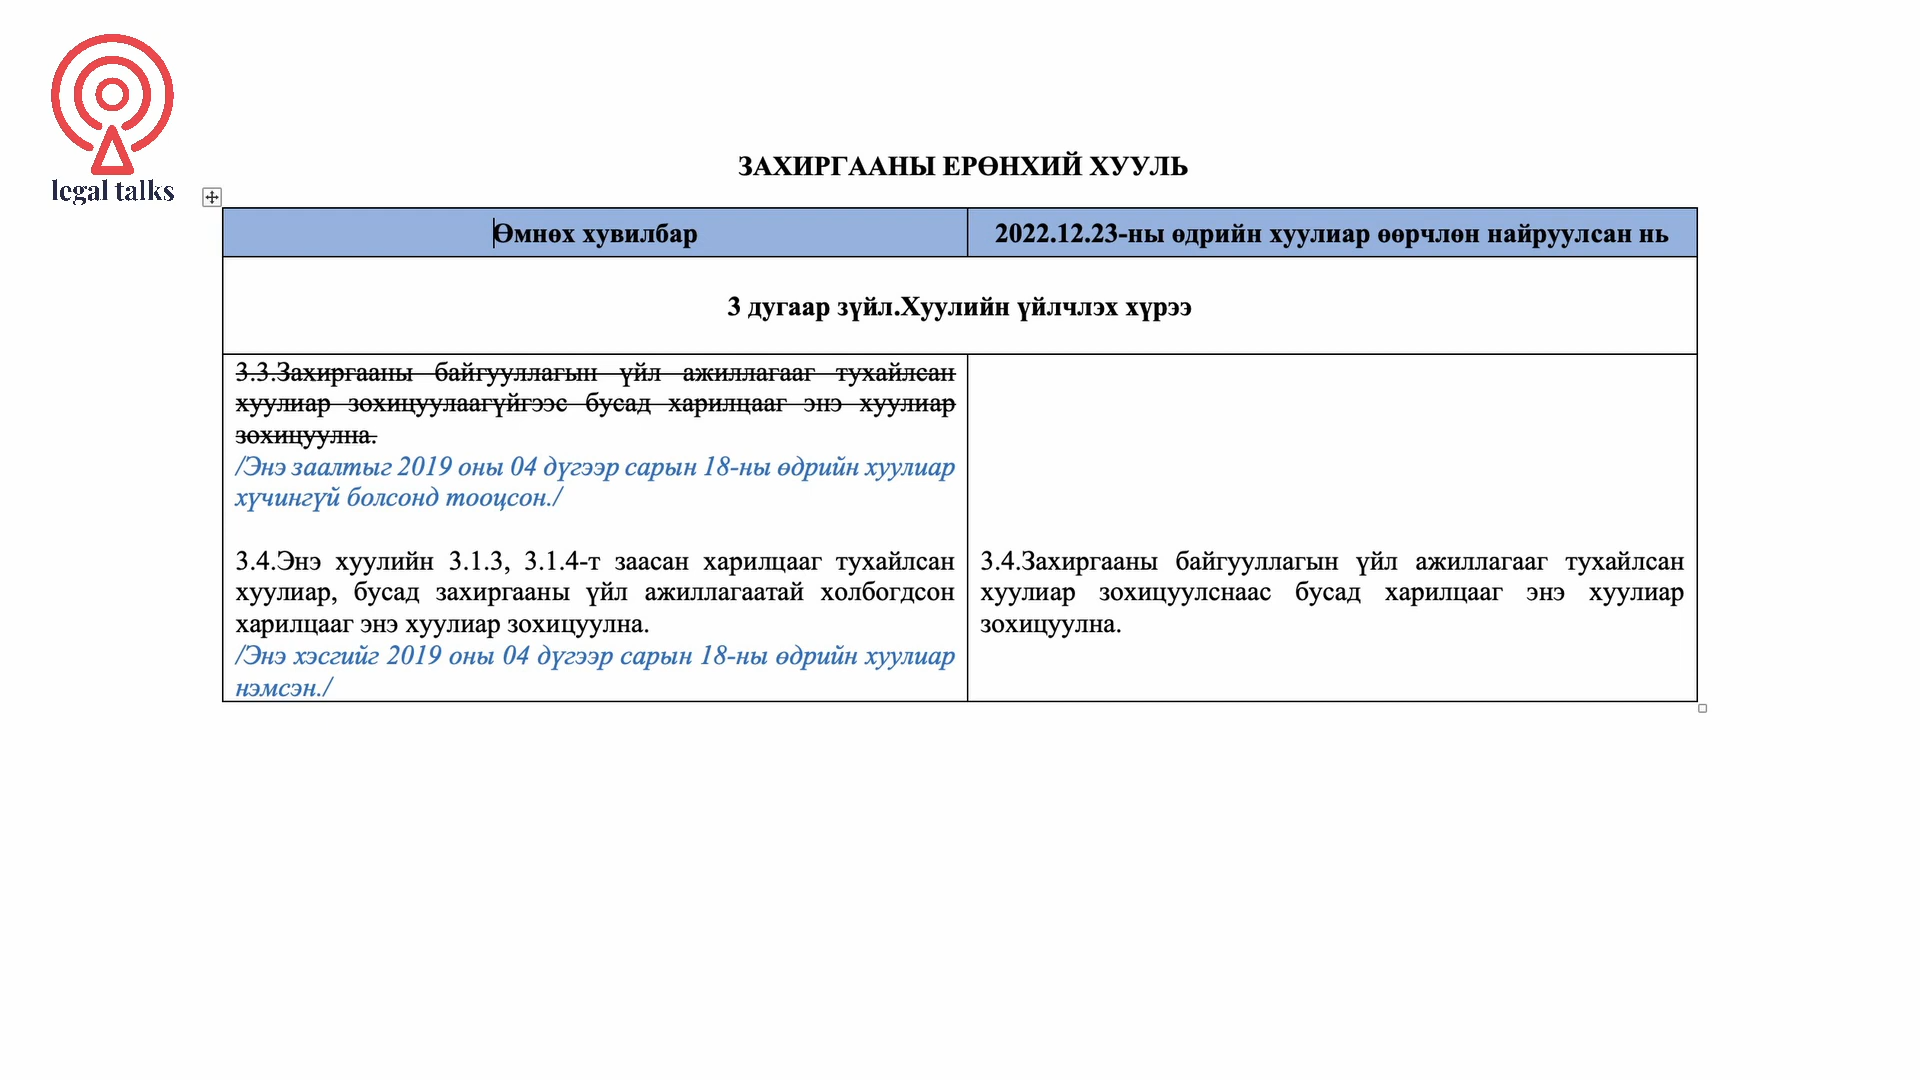 legal talks
ЗАХИРГААНЫ ЕРӨНХИЙ ХУУЛЬ
Өмнөх хувилбар
2022.12.23-ны өдрийн хуулиар өөрчлөн найруулсан нь
3 дугаар зүйл.Хуулийн үйлчлэх хүрээ
3.3.Захиргааны байгууллагын үйл ажиллагааг тухайлсан
хуулиар зохицуулаагүйгээс бусад харилцааг энэ хуулиар
зохицуулна.
/Энэ заалтыг 2019 оны 04 дүгээр сарын 18-ны өдрийн хуулиар
хүчингүй болсонд тооцсон./
3.4.Энэ хуулийн 3.1.3, 3.1.4-т заасан харилцааг тухайлсан
хуулиар, бусад захиргааны үйл ажиллагаатай холбогдсон
харилцааг энэ хуулиар зохицуулна.
/Энэ хэсгийг 2019 оны 04 дүгээр сарын 18-ны өдрийн хуулиар
нэмсэн./
3.4.Захиргааны байгууллагын үйл ажиллагааг тухайлсан
хуулиар зохицуулснаас бусад харилцааг энэ хуулиар
зохицуулна.